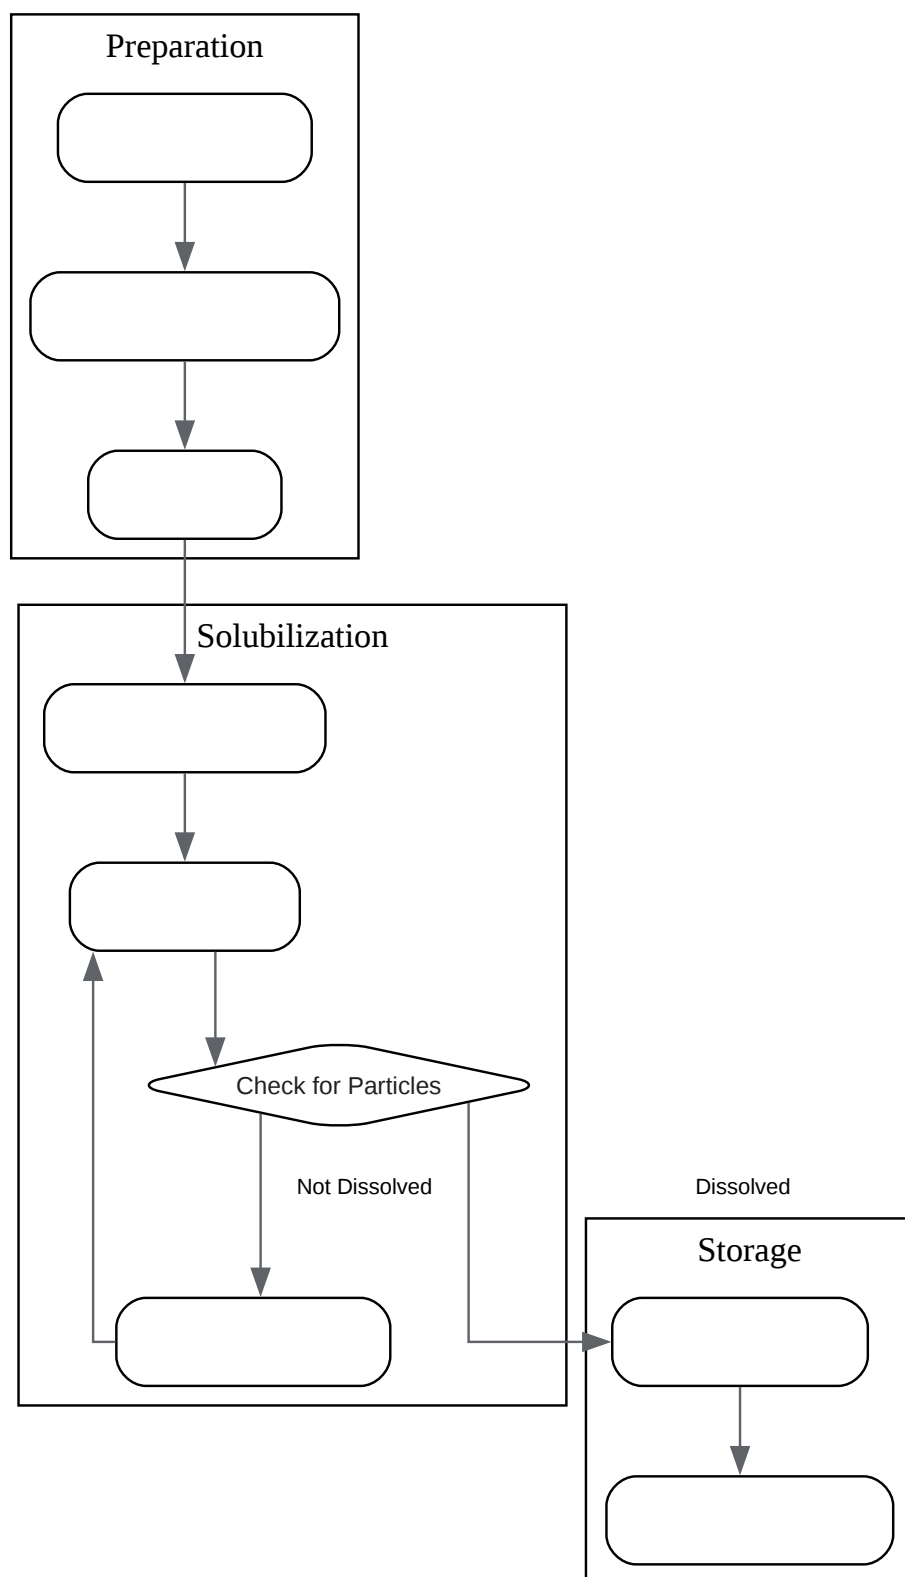 Preparation
Solubilization
Check for Particles
Not Dissolved
Dissolved
Storage